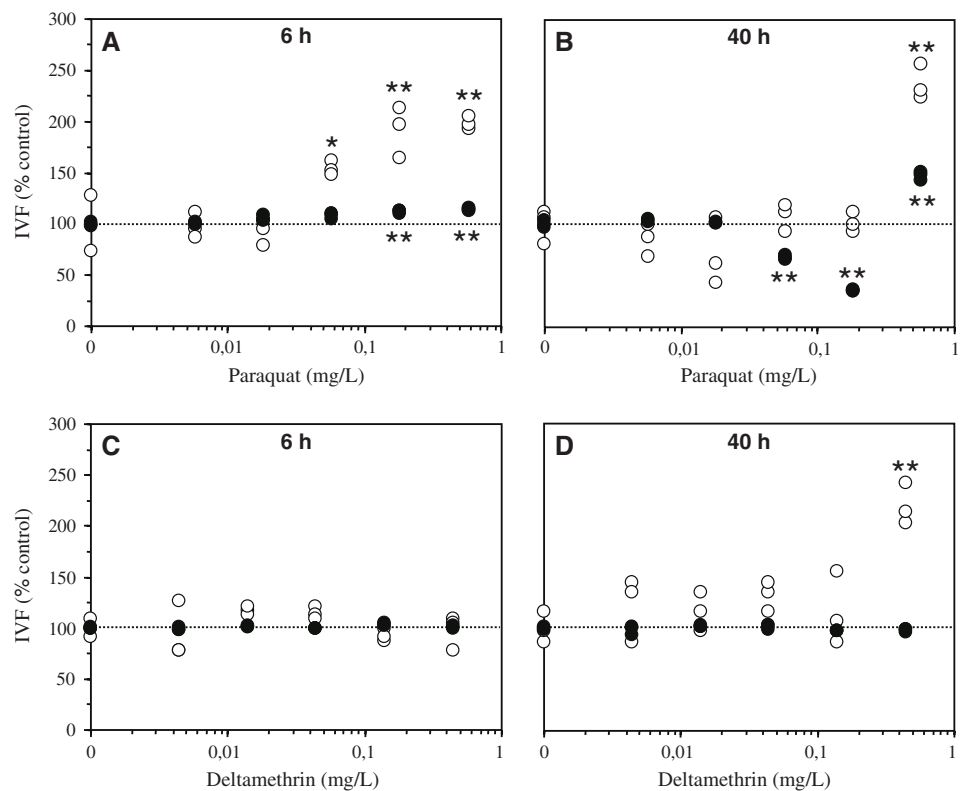 A 6 h
B 40 h
IVF (% control)
300
250
200
150
100
50
0
* ** **
** **
** ** ** **
0 0,01 0,1 1
0 0,01 0,1 1
Paraquat (mg/L)
Paraquat (mg/L)
C 6 h
D 40 h
IVF (% control)
300
250
200
150
100
50
0
**
0 0,01 0,1 1
0 0,01 0,1 1
Deltamethrin (mg/L)
Deltamethrin (mg/L)